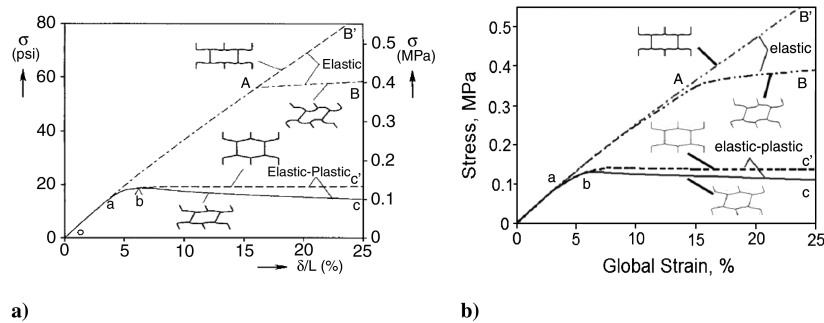 80
σ
(psi)
60
40
20
0
0
5
10
15
20
25
δ/L (%)
σ
(MPa)
0.5
0.4
0.3
0.2
0.1
0
B'
Elastic
A
B
c'
Elastic-Plastic
a
b
c
a)
Stress, MPa
0.5
0.4
0.3
0.2
0.1
0
0
5
10
15
20
25
Global Strain, %
B'
elastic
A
B
elastic-plastic
c'
a
b
c
b)